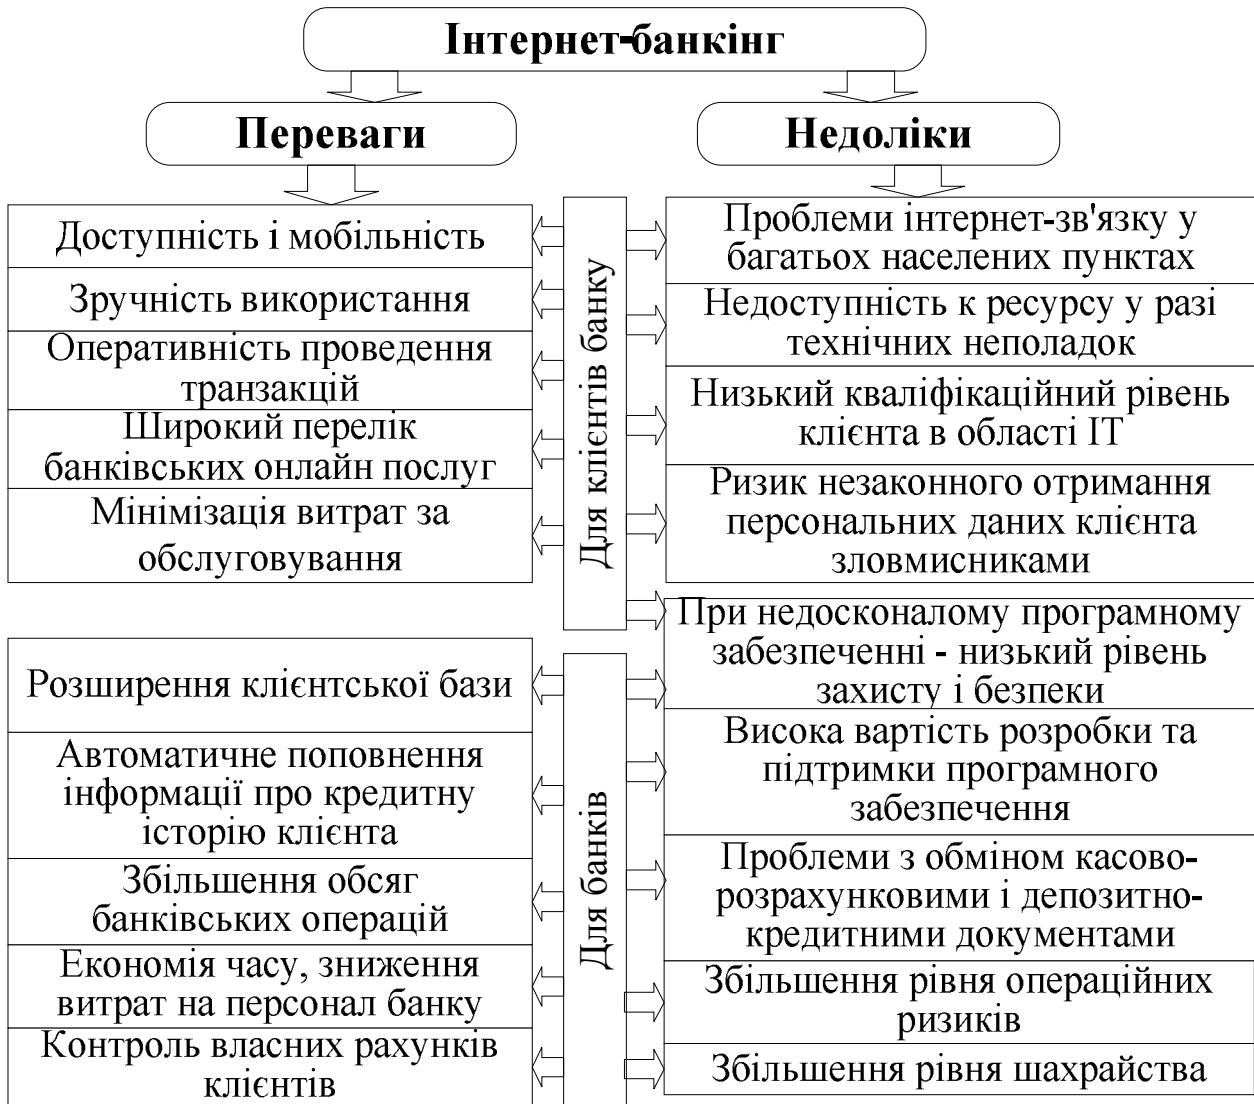 Інтернет-банкінг
Переваги
Недоліки
Доступність і мобільність
Зручність використання
Оперативність проведення
транзакцій
Широкий перелік
банківських онлайн послуг
Мінімізація витрат за
обслуговування
Для клієнтів банку
Проблеми інтернет-зв'язку у
багатьох населених пунктах
Недоступність к ресурсу у разі
технічних неполадок
Низький кваліфікаційний рівень
клієнта в області ІТ
Ризик незаконного отримання
персональних даних клієнта
зловмисниками
При недосконалому програмному
забезпеченні - низький рівень
захисту і безпеки
Розширення клієнтської бази
Автоматичне поповнення
інформації про кредитну
історію клієнта
Збільшення обсяг
банківських операцій
Економія часу, зниження
витрат на персонал банку
Контроль власних рахунків
клієнтів
Для банків
Висока вартість розробки та
підтримки програмного
забезпечення
Проблеми з обміном касово-
розрахунковими і депозитно-
кредитними документами
Збільшення рівня операційних
ризиків
Збільшення рівня шахрайства